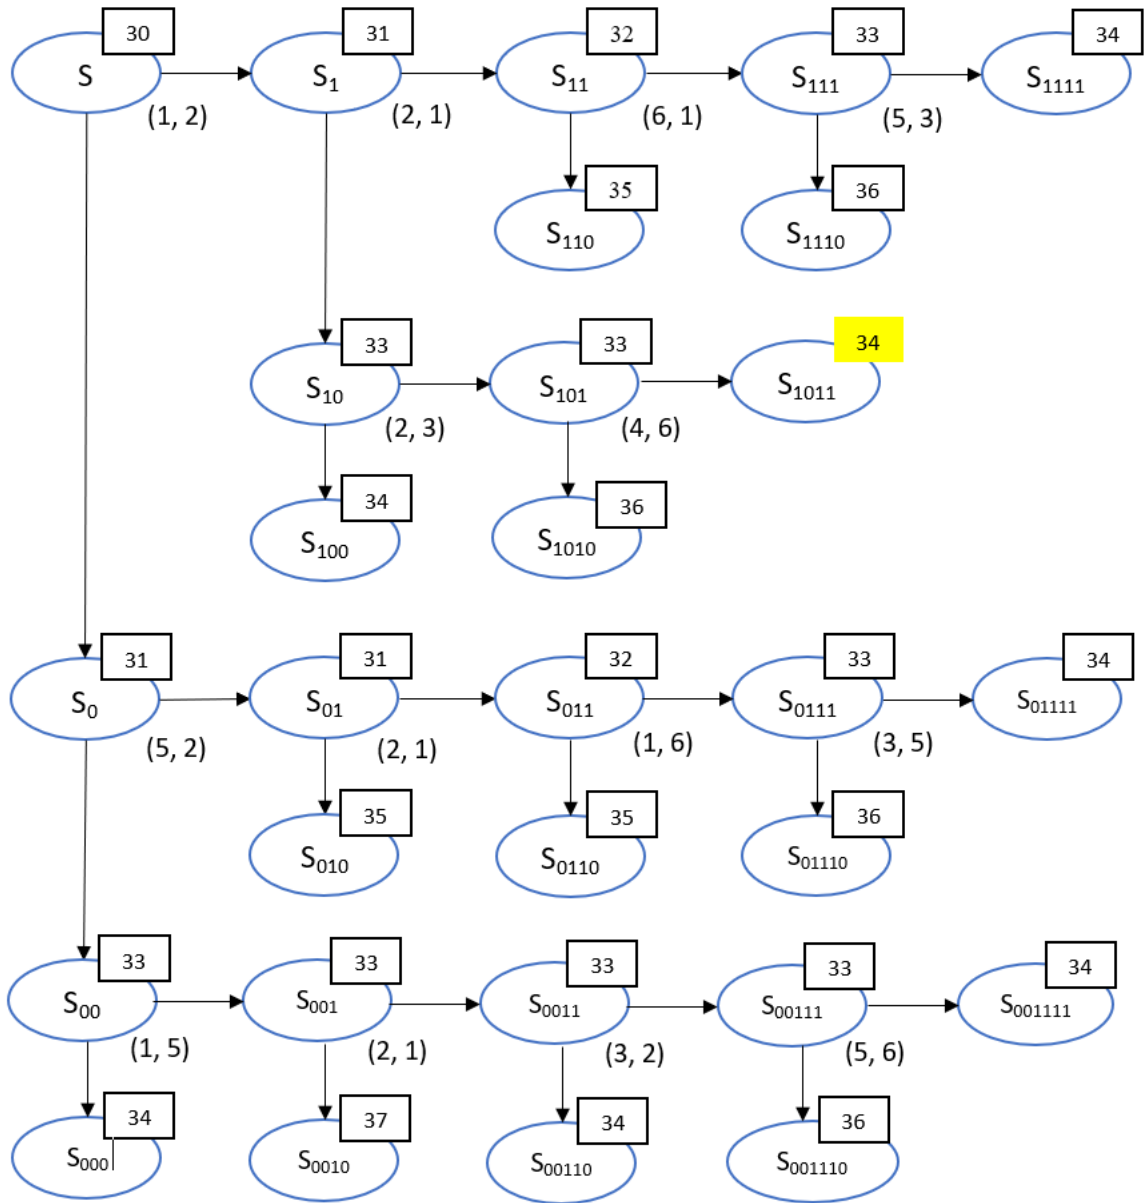 30 31 32 33 34
S S₁ S₁₁ S₁₁₁ S₁₁₁₁
(1, 2) (2, 1) (6, 1) (5, 3)
35 36
S₁₁₀ S₁₁₁₀
33 33 34
S₁₀ S₁₀₁ S₁₀₁₁
(2, 3) (4, 6)
34 36
S₁₀₀ S₁₀₁₀
31 31 32 33 34
S₀ S₀₁ S₀₁₁ S₀₁₁₁ S₀₁₁₁₁
(5, 2) (2, 1) (1, 6) (3, 5)
35 35 36
S₀₁₀ S₀₁₁₀ S₀₁₁₁₀
33 33 33 33 34
S₀₀ S₀₀₁ S₀₀₁₁ S₀₀₁₁₁ S₀₀₁₁₁₁
(1, 5) (2, 1) (3, 2) (5, 6)
34 37 34 36
S₀₀₀ S₀₀₁₀ S₀₀₁₁₀ S₀₀₁₁₁₀